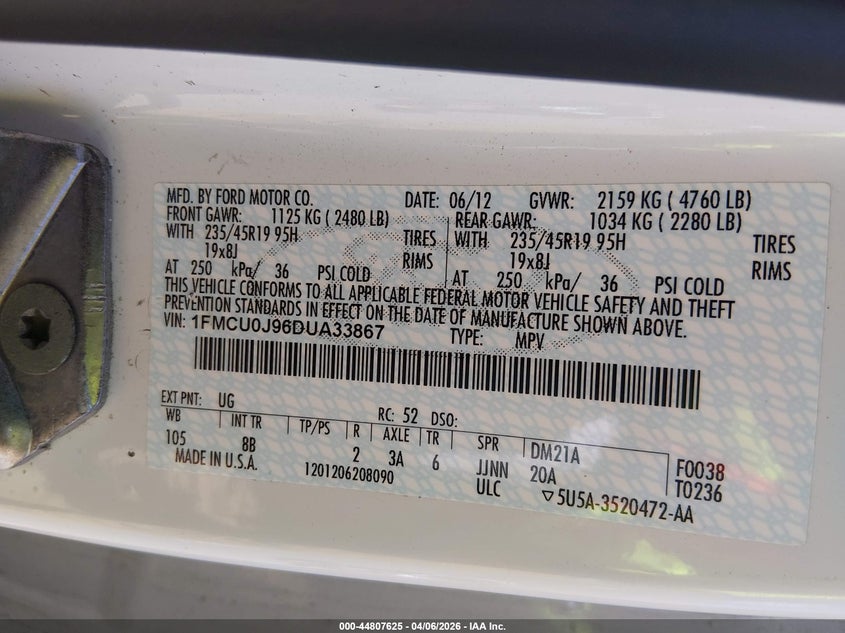 MFD. BY FORD MOTOR CO. DATE: 06/12 GVWR: 2159 KG ( 4760 LB)
FRONT GAWR: 1125 KG ( 2480 LB) REAR GAWR: 1034 KG ( 2280 LB)
WITH 235/45R19 95H TIRES WITH 235/45R19 95H TIRES
19x8J RIMS 19x8J RIMS
AT 250 kPa/ 36 PSI COLD AT 250 kPa/ 36 PSI COLD
THIS VEHICLE CONFORMS TO ALL APPLICABLE FEDERAL MOTOR VEHICLE SAFETY AND THEFT
PREVENTION STANDARDS IN EFFECT ON THE DATE OF MANUFACTURE SHOWN ABOVE.
VIN: 1FMCU0J96DUA33867 TYPE: MPV
EXT PNT: UG RC: 52 DSO:
WB INT TR TP/PS R AXLE TR SPR DM21A F0038
105 8B 2 3A 6 JJNN 20A T0236
MADE IN U.S.A. 1201206208090 ULC ▽5U5A-3520472-AA
000-44807625 - 04/06/2026 - IAA Inc.